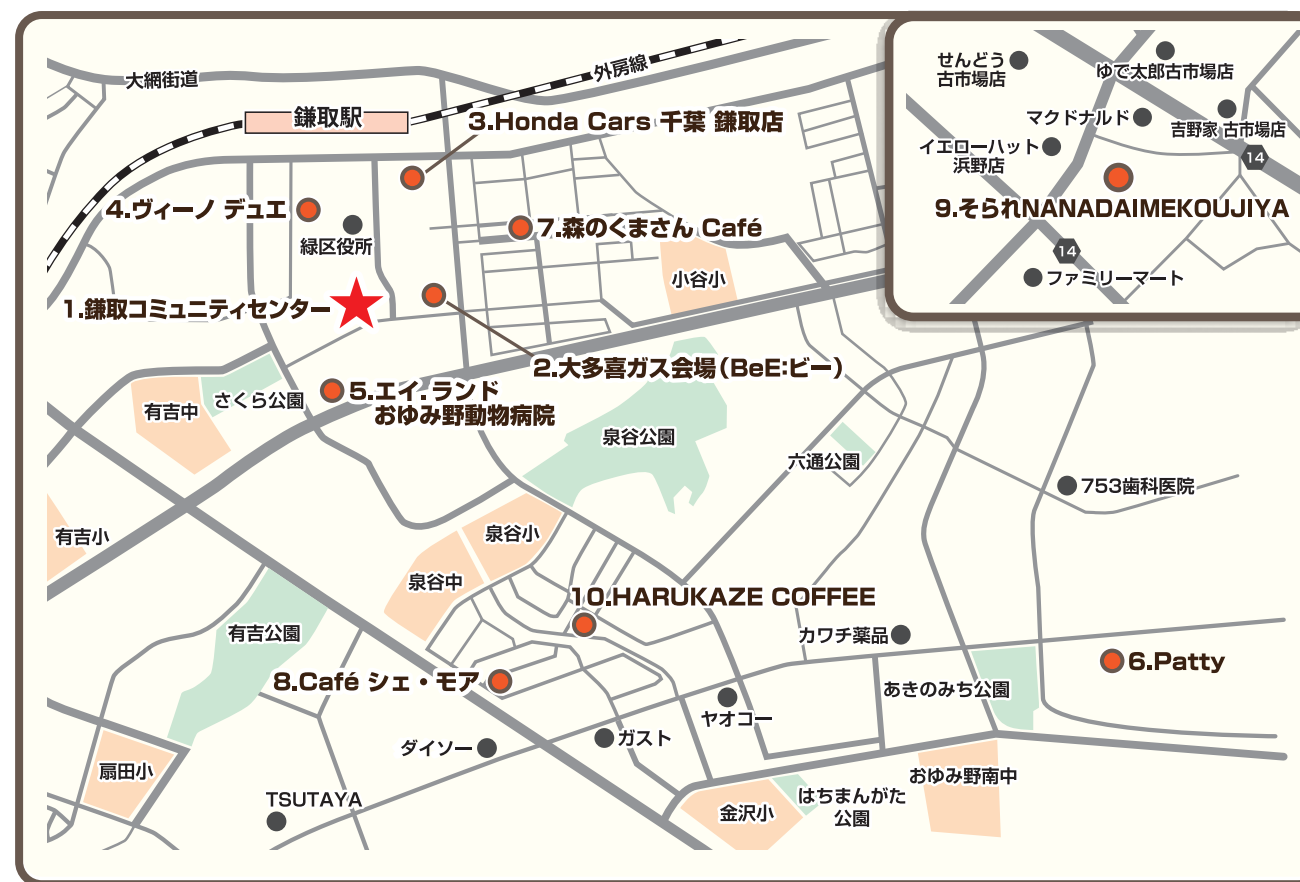 大網街道
外房線
鎌取駅
3.Honda Cars 千葉 鎌取店
4.ヴィーノ デュエ
緑区役所
7.森のくまさん Café
小谷小
1.鎌取コミュニティセンター
2.大多喜ガス会場(BeE:ビー)
5.エイ.ランド
おゆみ野動物病院
さくら公園
有吉中
泉谷公園
六通公園
753歯科医院
有吉小
泉谷小
泉谷中
10.HARUKAZE COFFEE
有吉公園
カワチ薬品
8.Café シェ・モア
6.Patty
あきのみち公園
ヤオコー
ガスト
ダイソー
扇田小
おゆみ野南中
TSUTAYA
はちまんがた
公園
金沢小
せんどう
古市場店
ゆで太郎古市場店
マクドナルド
吉野家 古市場店
イエローハット
浜野店
14
9.そられNANADAIMEKOUJIYA
14
ファミリーマート